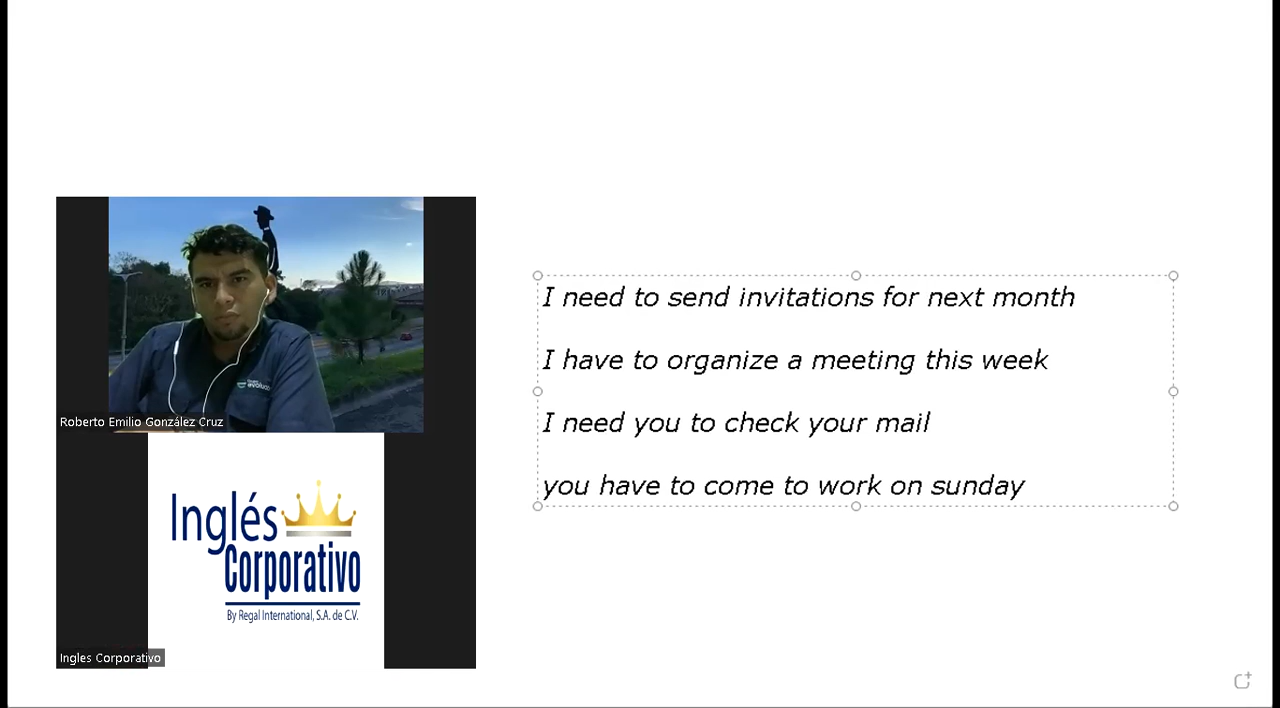 evoluc
Roberto Emilio González Cruz
Inglés
Corporativo
By Regal International, S.A. de C.V.
Ingles Corporativo
I need to send invitations for next month
I have to organize a meeting this week
I need you to check your mail
you have to come to work on sunday